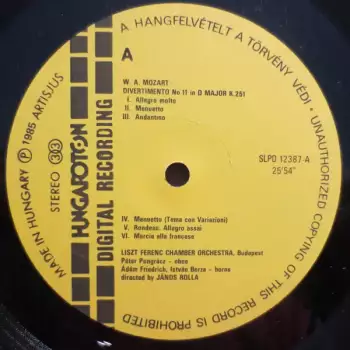 A HANGFELVÉTELT A TÖRVÉNY VÉDI · UNAUTHORIZED COPYING OF THIS RECORD IS PROHIBITED
MADE IN HUNGARY ℗ 1985 ARTISJUS
STEREO 33
HUNGAROTON
DIGITAL RECORDING
A
W. A. MOZART
DIVERTIMENTO No 11 in D MAJOR K.251
I. Allegro molto
II. Menuetto
III. Andantino
SLPD 12387-A
25'54"
IV. Menuetto (Tema con Variazioni)
V. Rondeau: Allegro assai
VI. Marcia alla francese
LISZT FERENC CHAMBER ORCHESTRA, Budapest
Péter Pongrácz - oboe
Ádám Friedrich, István Borza - horns
directed by JÁNOS ROLLA